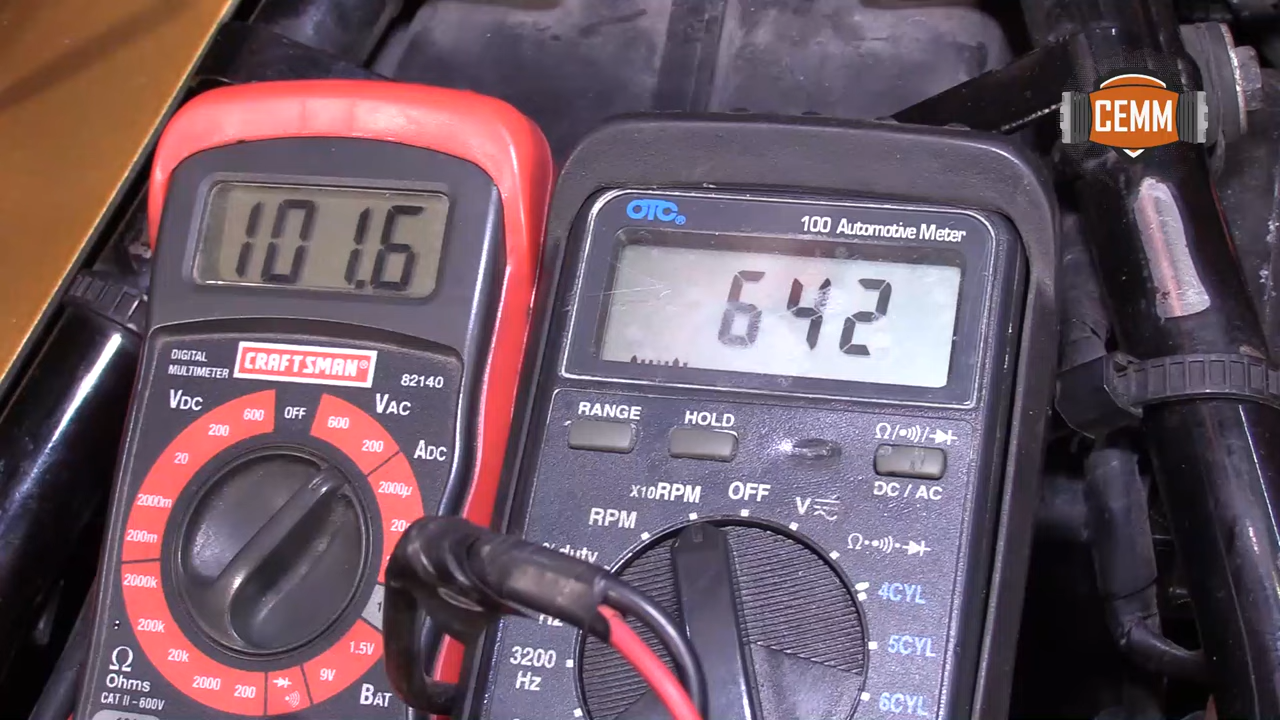 CEMM
101.6
DIGITAL
MULTIMETER
CRAFTSMAN®
82140
VDC
600
OFF
600
VAC
200
200
ADC
20
2000µ
2000m
200m
2000k
200k
20k
2000
200
9V
1.5V
Ω
Ohms
CAT II - 600V
BAT
OTC®
100 Automotive Meter
642
RANGE
HOLD
Ω/•)))/
DC / AC
X10RPM
OFF
V
RPM
% duty
Ω•)))
4CYL
Hz
5CYL
3200
Hz
6CYL